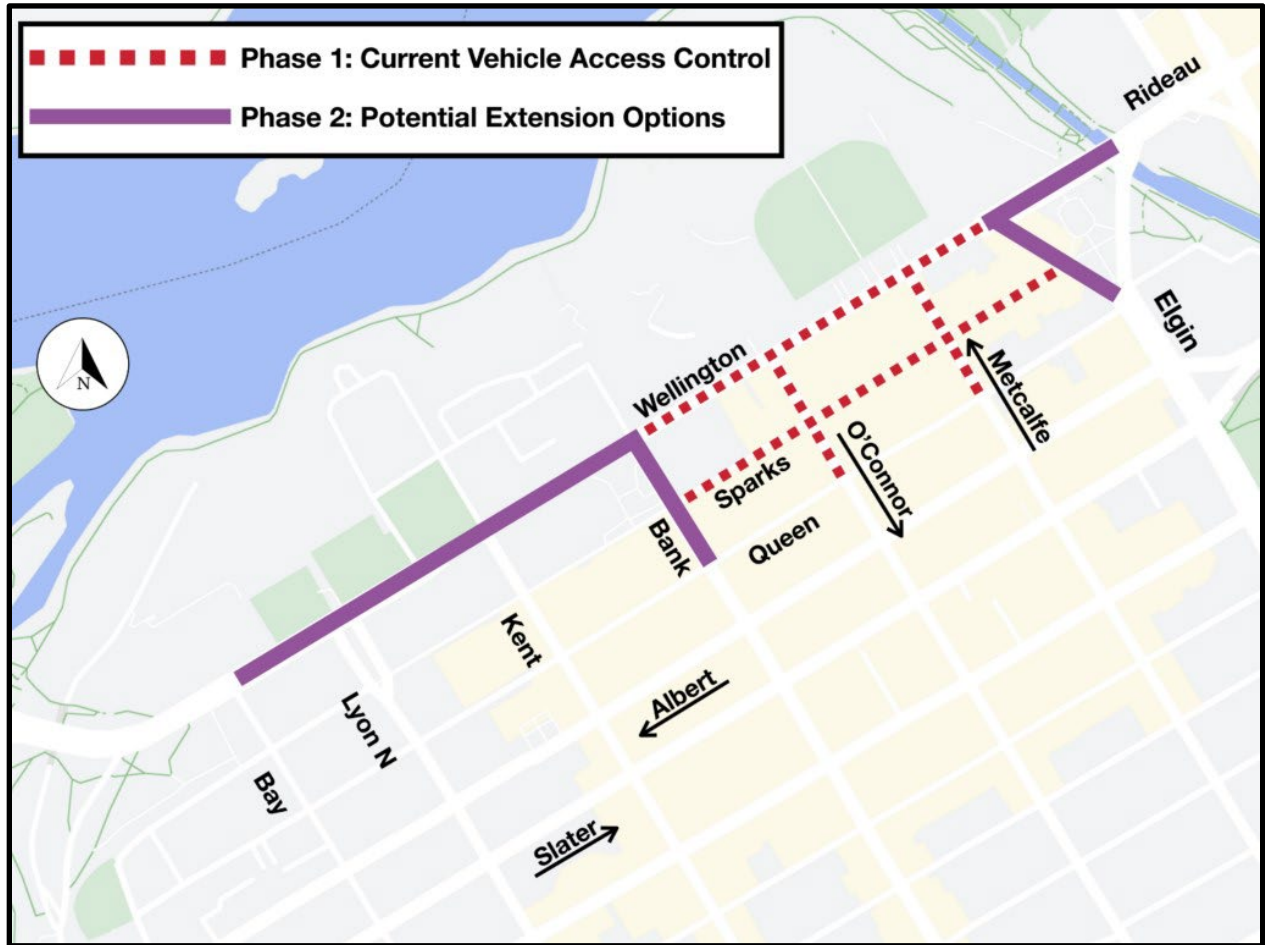 Phase 1: Current Vehicle Access Control
Phase 2: Potential Extension Options
Rideau
Elgin
Wellington
Metcalfe
O'Connor
Sparks
Queen
Bank
N
Kent
Albert
Lyon N
Bay
Slater